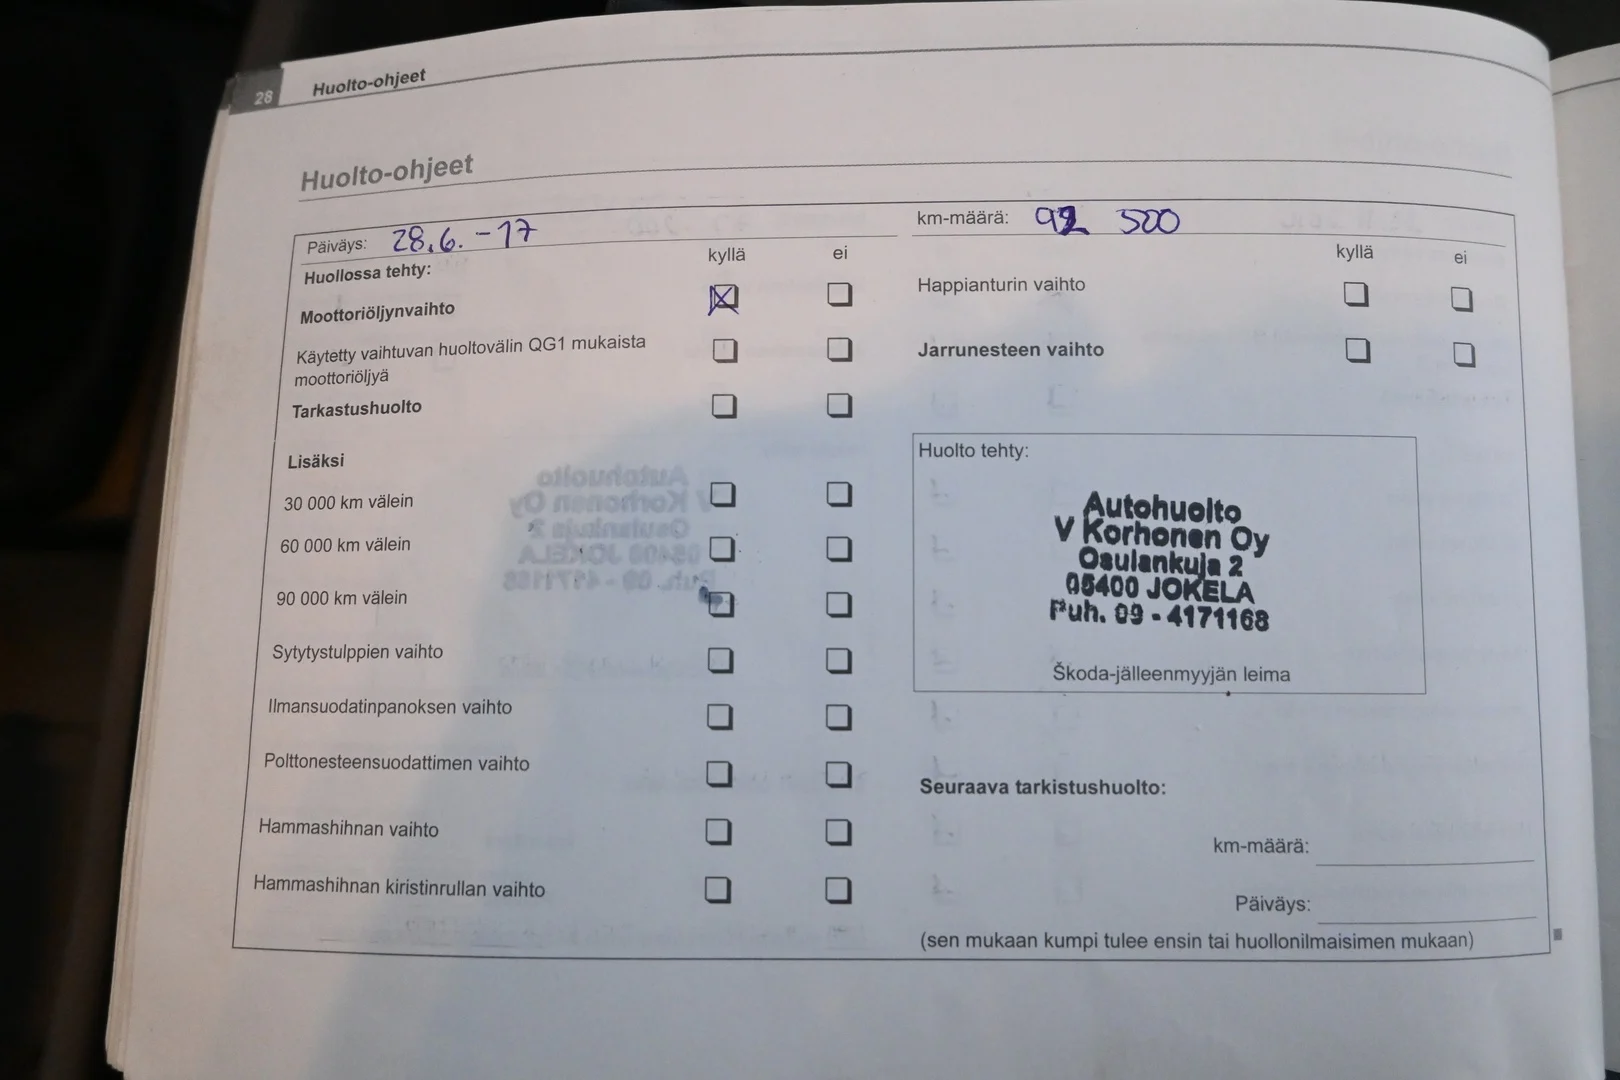 28 Huolto-ohjeet
Huolto-ohjeet
Päiväys: 28.6.-17
km-määrä: 92 500
kyllä ei
Huollossa tehty:
Moottoriöljynvaihto
Käytetty vaihtuvan huoltovälin QG1 mukaista
moottoriöljyä
Tarkastushuolto
Lisäksi
30 000 km välein
60 000 km välein
90 000 km välein
Sytytystulppien vaihto
Ilmansuodatinpanoksen vaihto
Polttonesteensuodattimen vaihto
Hammashihnan vaihto
Hammashihnan kiristinrullan vaihto
kyllä ei
Happianturin vaihto
Jarrunesteen vaihto
Huolto tehty:
Autohuolto
V Korhonen Oy
Osulankuja 2
05400 JOKELA
Puh. 09 - 4171168
Škoda-jälleenmyyjän leima
Seuraava tarkistushuolto:
km-määrä:
Päiväys:
(sen mukaan kumpi tulee ensin tai huollonilmaisimen mukaan)